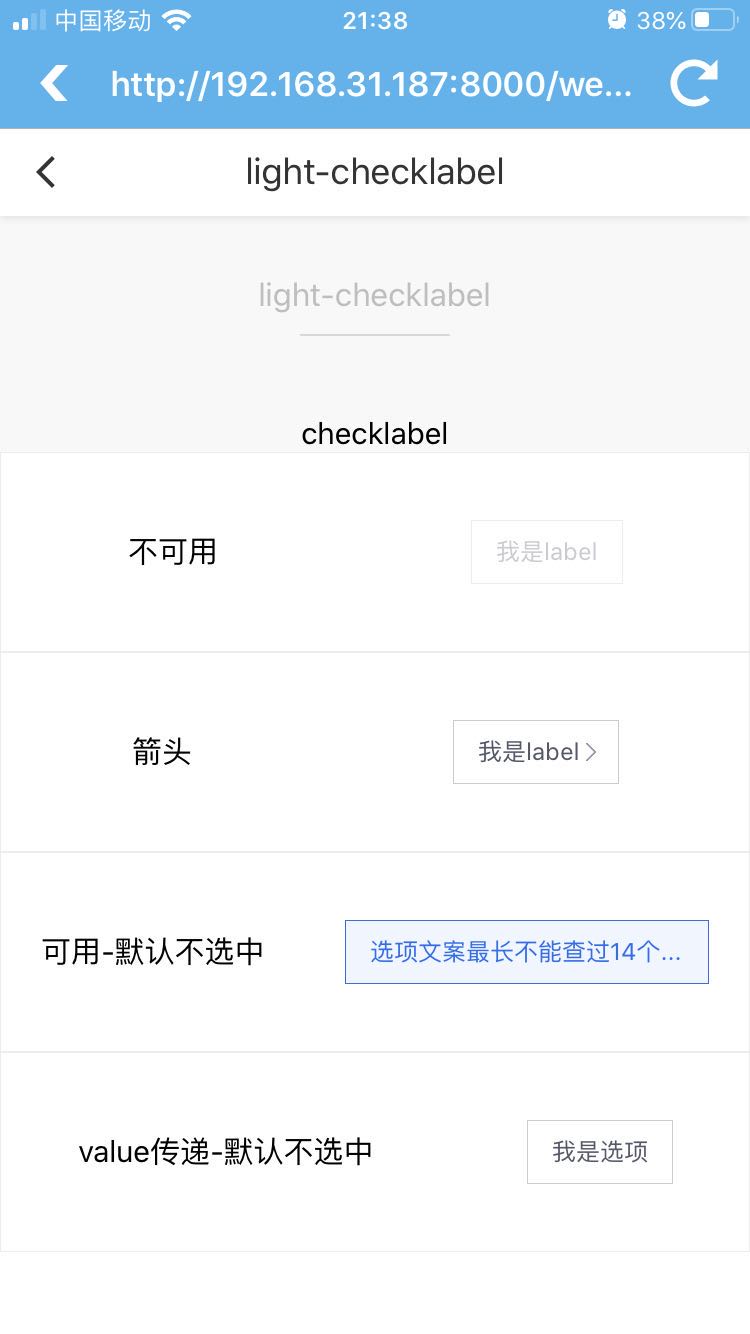 中国移动 21:38 38%
http://192.168.31.187:8000/we...
light-checklabel
light-checklabel
checklabel
不可用 我是label
箭头 我是label
可用-默认不选中 选项文案最长不能查过14个...
value传递-默认不选中 我是选项